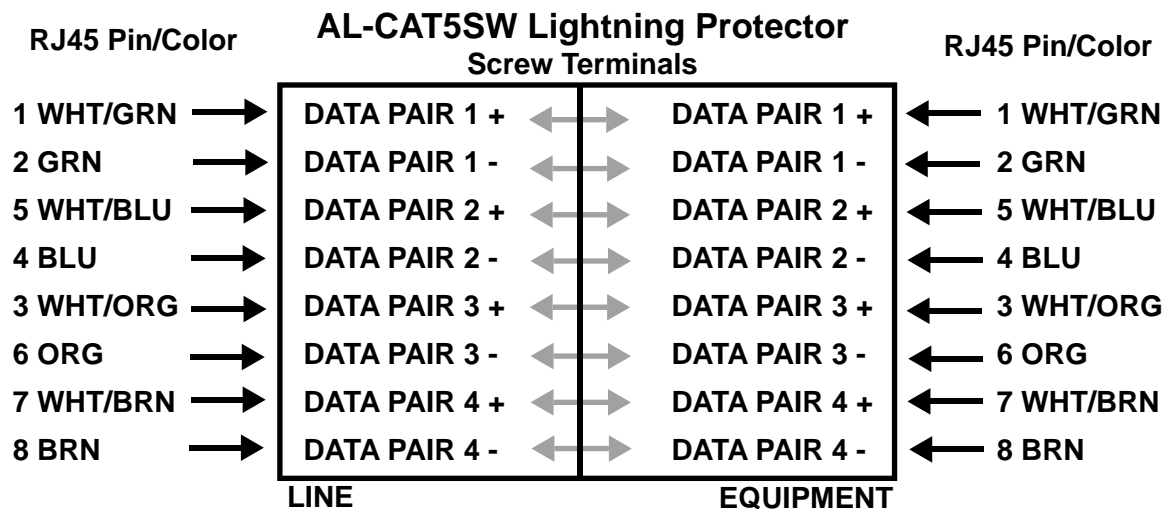 AL-CAT5SW Lightning Protector
RJ45 Pin/Color Screw Terminals RJ45 Pin/Color
1 WHT/GRN DATA PAIR 1 + DATA PAIR 1 + 1 WHT/GRN
2 GRN DATA PAIR 1 - DATA PAIR 1 - 2 GRN
5 WHT/BLU DATA PAIR 2 + DATA PAIR 2 + 5 WHT/BLU
4 BLU DATA PAIR 2 - DATA PAIR 2 - 4 BLU
3 WHT/ORG DATA PAIR 3 + DATA PAIR 3 + 3 WHT/ORG
6 ORG DATA PAIR 3 - DATA PAIR 3 - 6 ORG
7 WHT/BRN DATA PAIR 4 + DATA PAIR 4 + 7 WHT/BRN
8 BRN DATA PAIR 4 - DATA PAIR 4 - 8 BRN
LINE EQUIPMENT